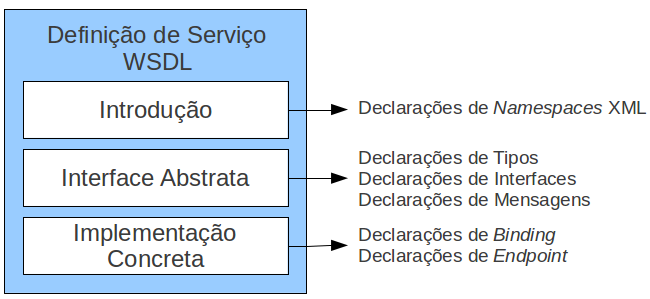 Definição de Serviço
WSDL
Introdução
Declarações de Namespaces XML
Interface Abstrata
Declarações de Tipos
Declarações de Interfaces
Declarações de Mensagens
Implementação
Concreta
Declarações de Binding
Declarações de Endpoint